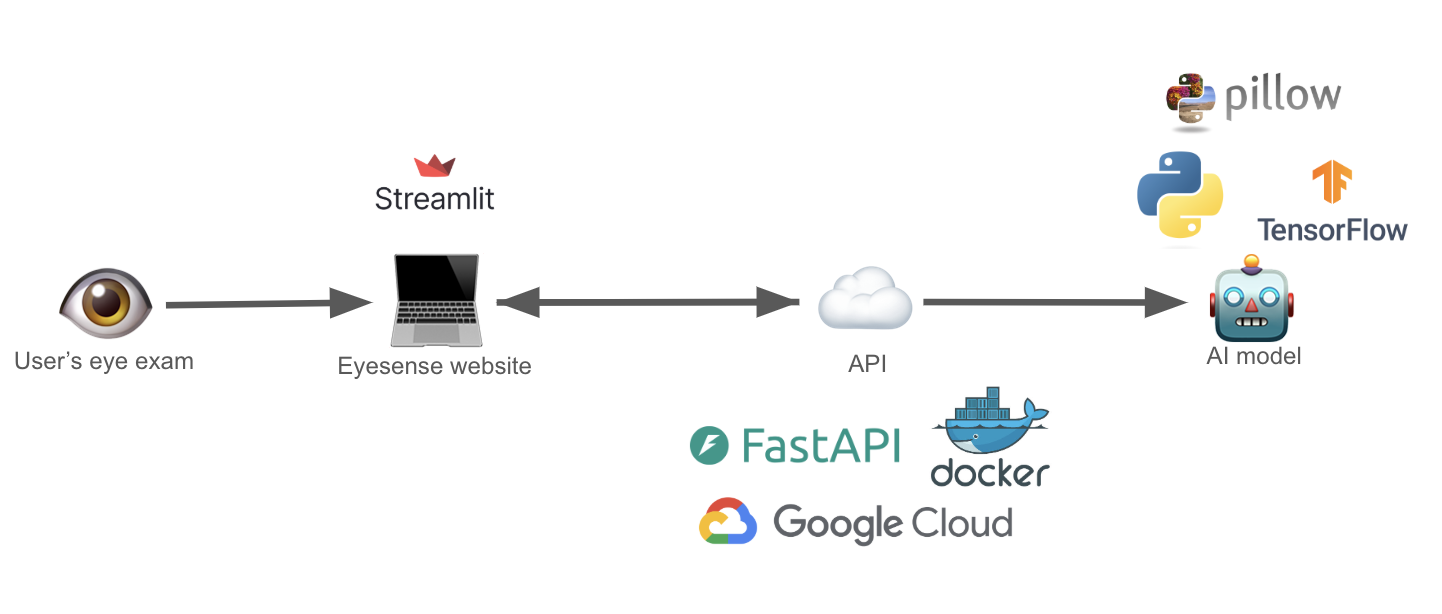 pillow
Streamlit
TensorFlow
User's eye exam
Eyesense website
API
AI model
FastAPI
docker
Google Cloud